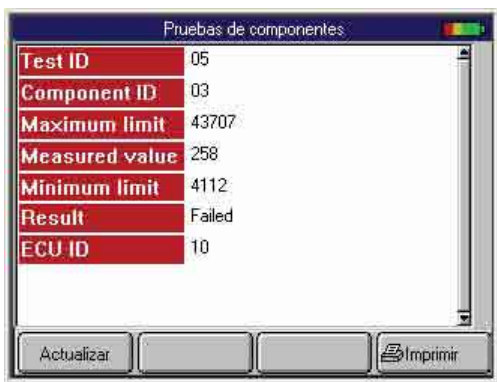 Pruebas de componentes
Test ID 05
Component ID 03
Maximum limit 43707
Measured value 258
Minimum limit 4112
Result Failed
ECU ID 10
Actualizar Imprimir